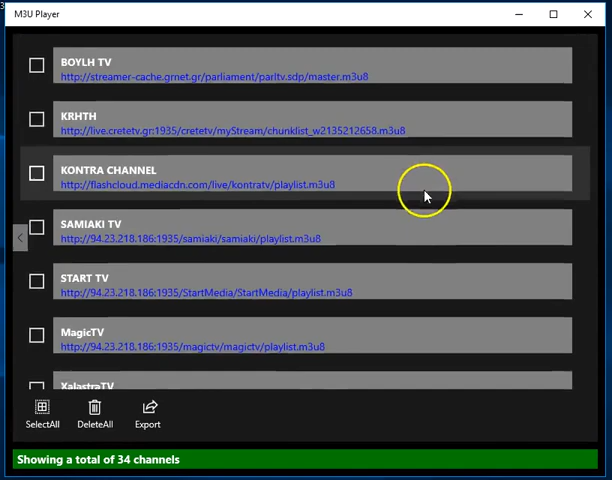 M3U Player
BOYLH TV
http://streamer-cache.grnet.gr/parliament/parltv.sdp/master.m3u8
KRHTH
http://live.cretetv.gr:1935/cretetv/myStream/chunklist_w2135212658.m3u8
KONTRA CHANNEL
http://flashcloud.mediacdn.com/live/kontratv/playlist.m3u8
SAMIAKI TV
http://94.23.218.186:1935/samiaki/samiaki/playlist.m3u8
START TV
http://94.23.218.186:1935/StartMedia/StartMedia/playlist.m3u8
MagicTV
http://94.23.218.186:1935/magictv/magictv/playlist.m3u8
XalastraTV
SelectAll DeleteAll Export
Showing a total of 34 channels